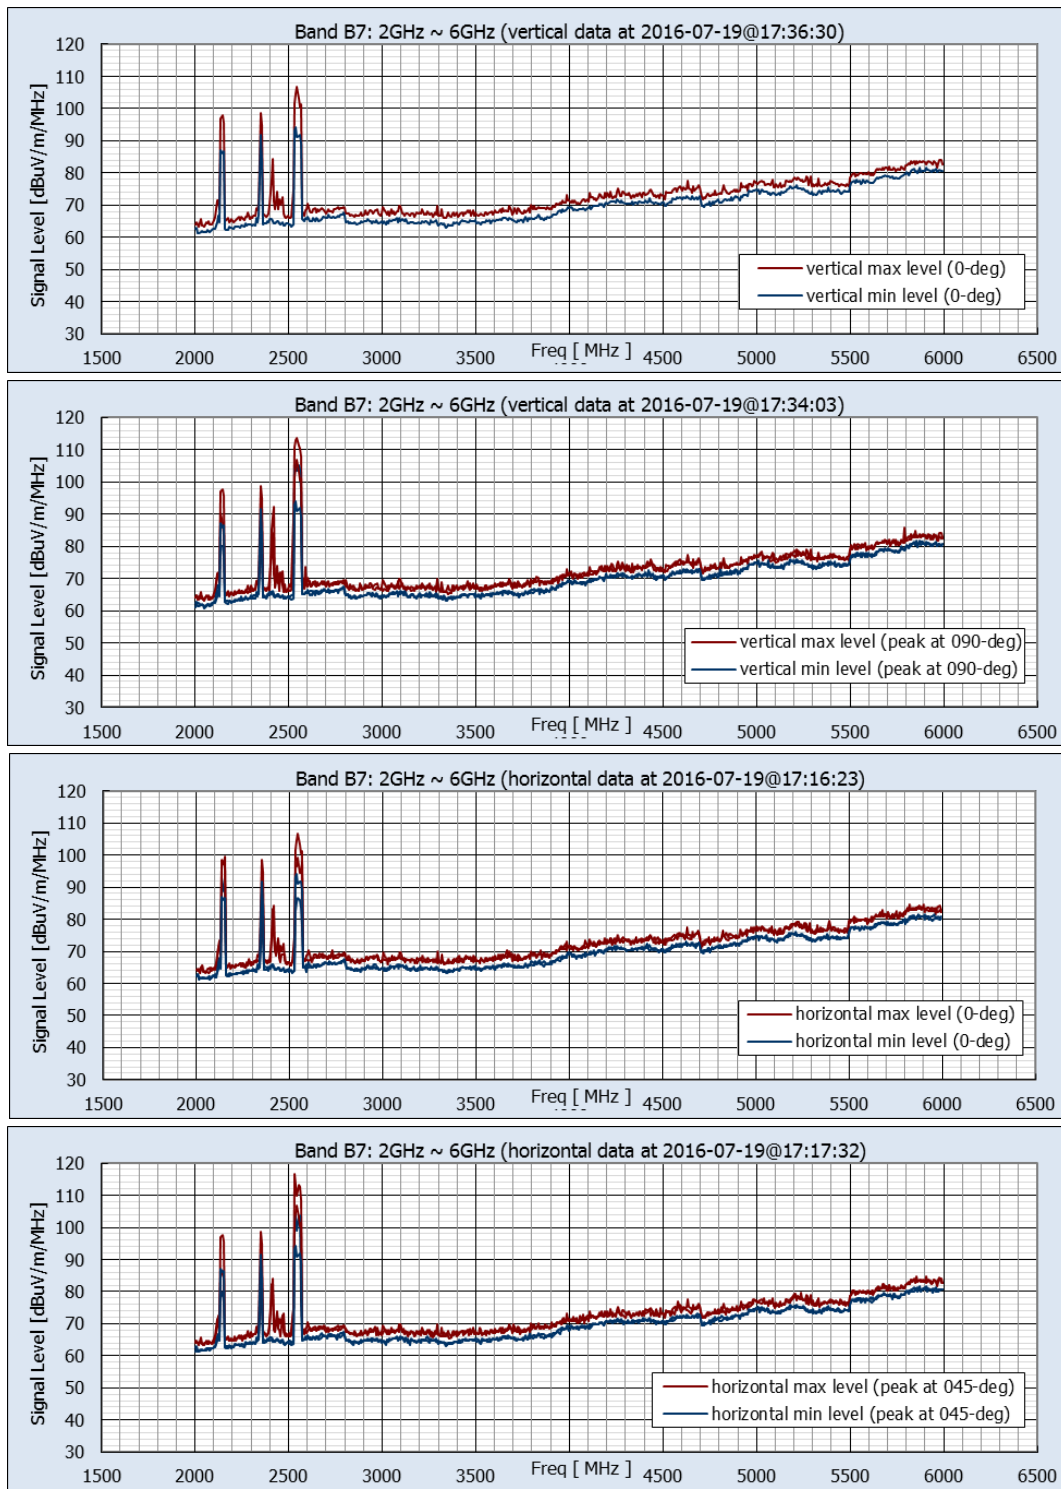 Band B7: 2GHz ~ 6GHz (vertical data at 2016-07-19@17:36:30)
Signal Level [dBuV/m/MHz]
120
110
100
90
80
70
60
50
40
30
vertical max level (0-deg)
vertical min level (0-deg)
1500 2000 2500 3000 3500 4500 5000 5500 6000 6500
Freq [ MHz ]
Band B7: 2GHz ~ 6GHz (vertical data at 2016-07-19@17:34:03)
Signal Level [dBuV/m/MHz]
120
110
100
90
80
70
60
50
40
30
vertical max level (peak at 090-deg)
vertical min level (peak at 090-deg)
1500 2000 2500 3000 3500 4500 5000 5500 6000 6500
Freq [ MHz ]
Band B7: 2GHz ~ 6GHz (horizontal data at 2016-07-19@17:16:23)
Signal Level [dBuV/m/MHz]
120
110
100
90
80
70
60
50
40
30
horizontal max level (0-deg)
horizontal min level (0-deg)
1500 2000 2500 3000 3500 4500 5000 5500 6000 6500
Freq [ MHz ]
Band B7: 2GHz ~ 6GHz (horizontal data at 2016-07-19@17:17:32)
Signal Level [dBuV/m/MHz]
120
110
100
90
80
70
60
50
40
30
horizontal max level (peak at 045-deg)
horizontal min level (peak at 045-deg)
1500 2000 2500 3000 3500 4500 5000 5500 6000 6500
Freq [ MHz ]